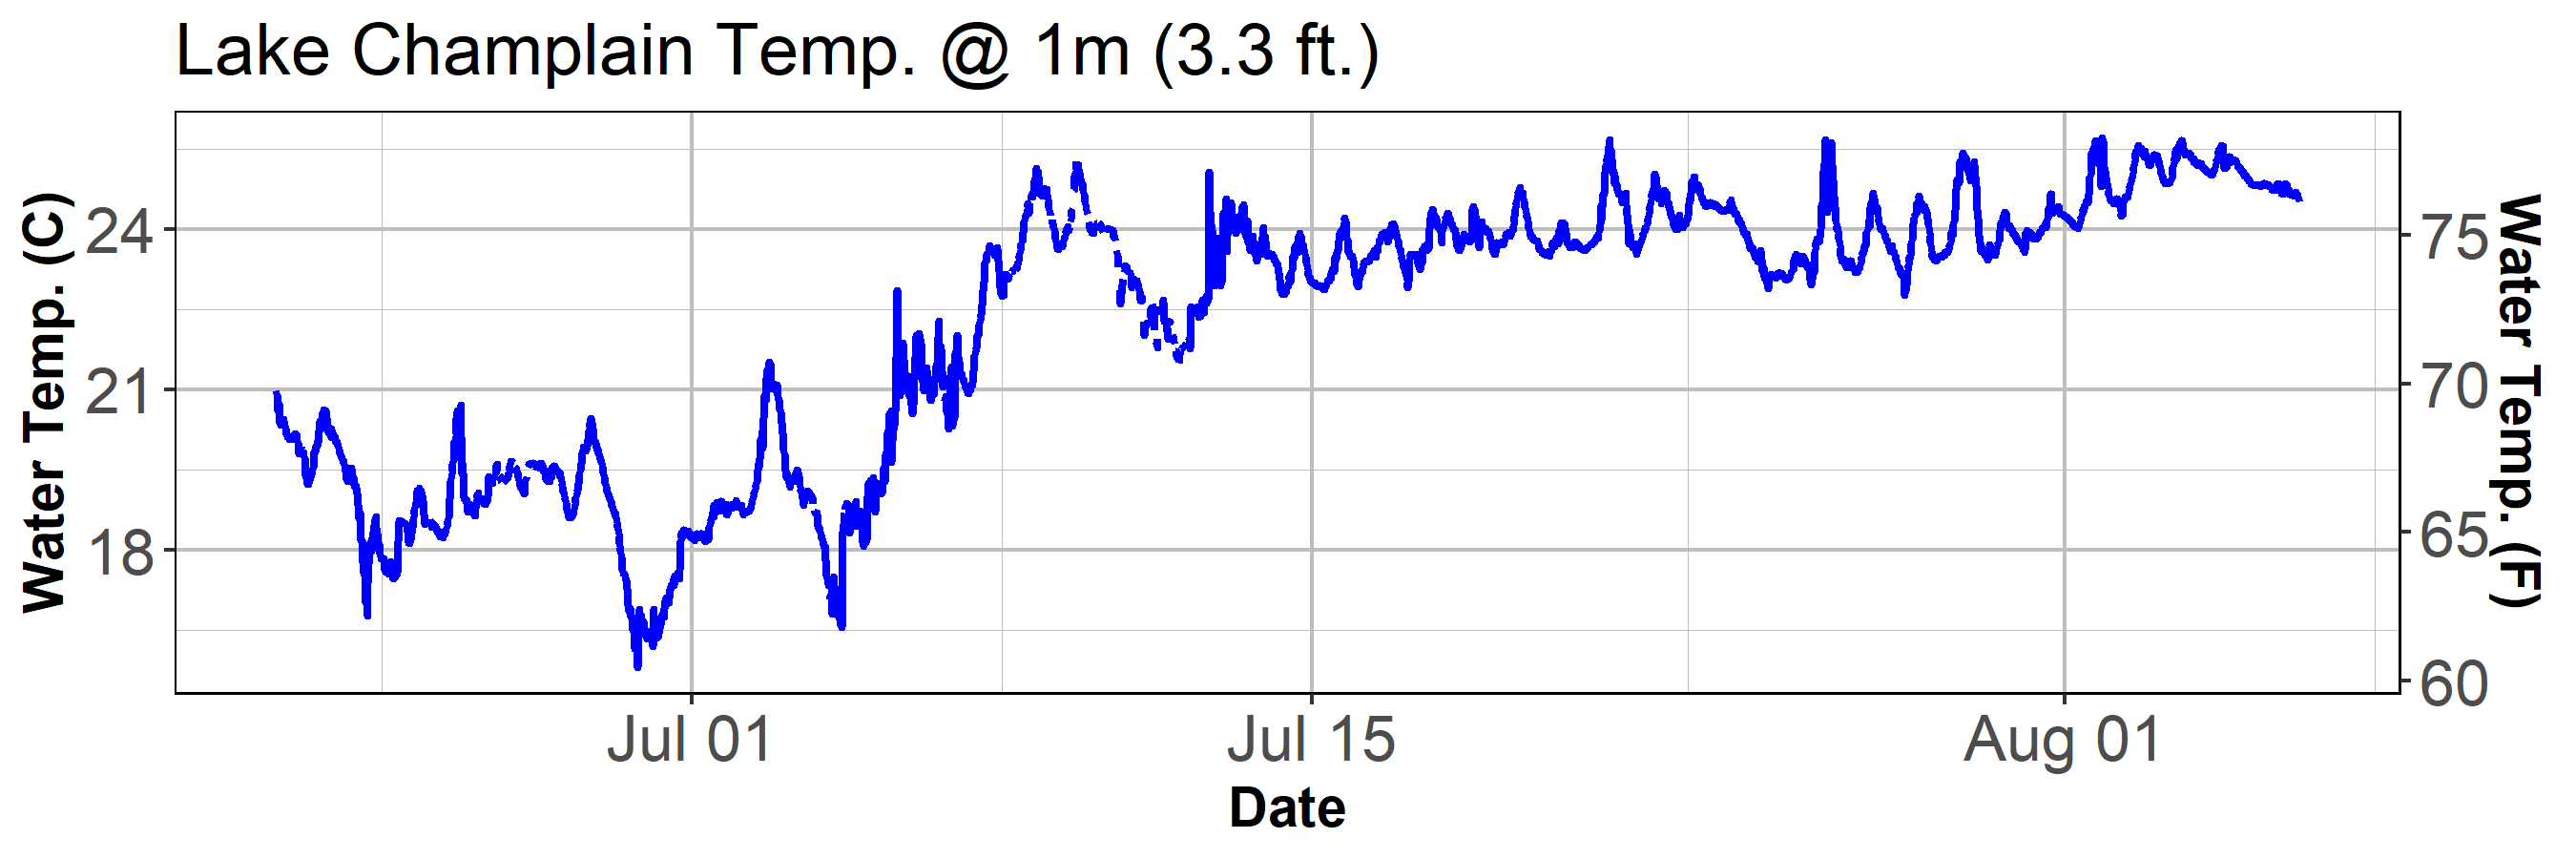 Lake Champlain Temp. @ 1m (3.3 ft.)
Water Temp. (C)
24
21
18
75
70
65
60
Water Temp. (F)
Jul 01
Jul 15
Aug 01
Date